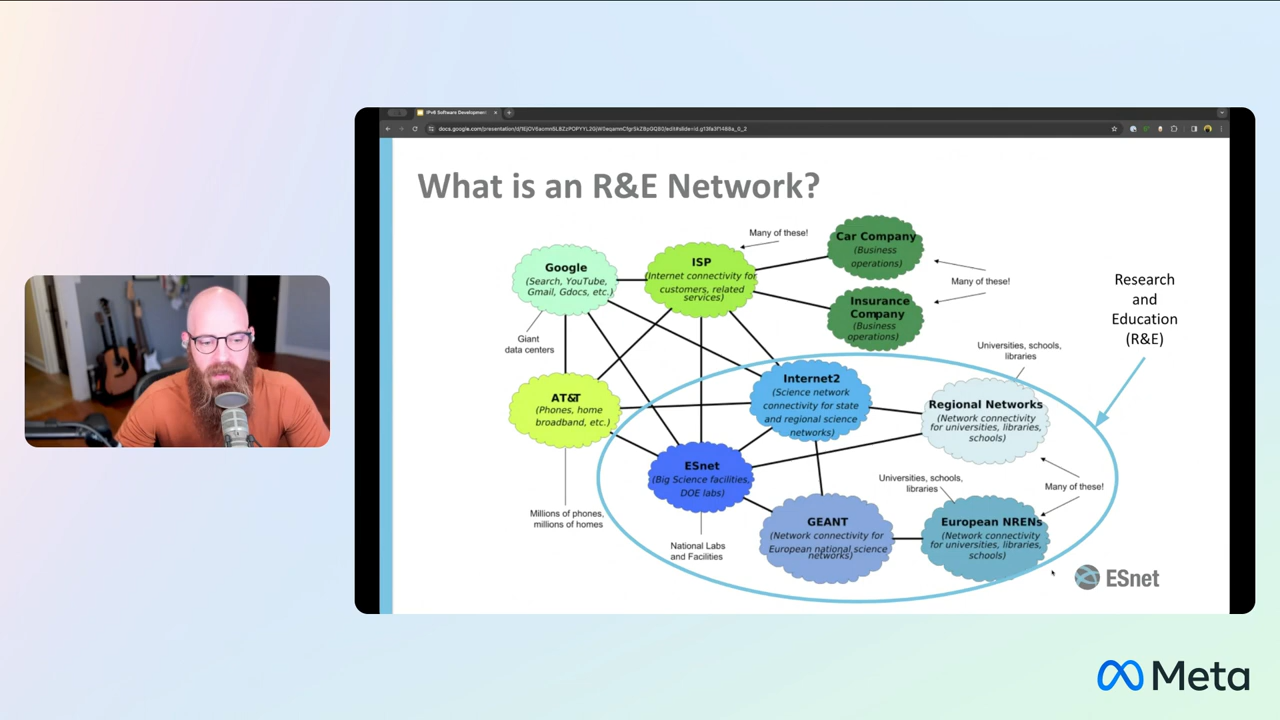 IPv6 Software Development
What is an R&E Network?
Many of these!
Car Company
(Business
operations)
Google
(Search, YouTube,
Gmail, Gdocs, etc.)
ISP
(Internet connectivity for
customers, related
services)
Many of these!
Insurance
Company
(Business
operations)
Giant
data centers
Research
and
Education
(R&E)
Universities, schools,
libraries
AT&T
(Phones, home
broadband, etc.)
Internet2
(Science network
connectivity for state
and regional science
networks)
Regional Networks
(Network connectivity
for universities, libraries,
schools)
ESnet
(Big Science facilities,
DOE labs)
Universities, schools,
libraries
Many of these!
Millions of phones,
millions of homes
National Labs
and Facilities
GEANT
(Network connectivity for
European national science
networks)
European NRENs
(Network connectivity
for universities, libraries,
schools)
ESnet
Meta